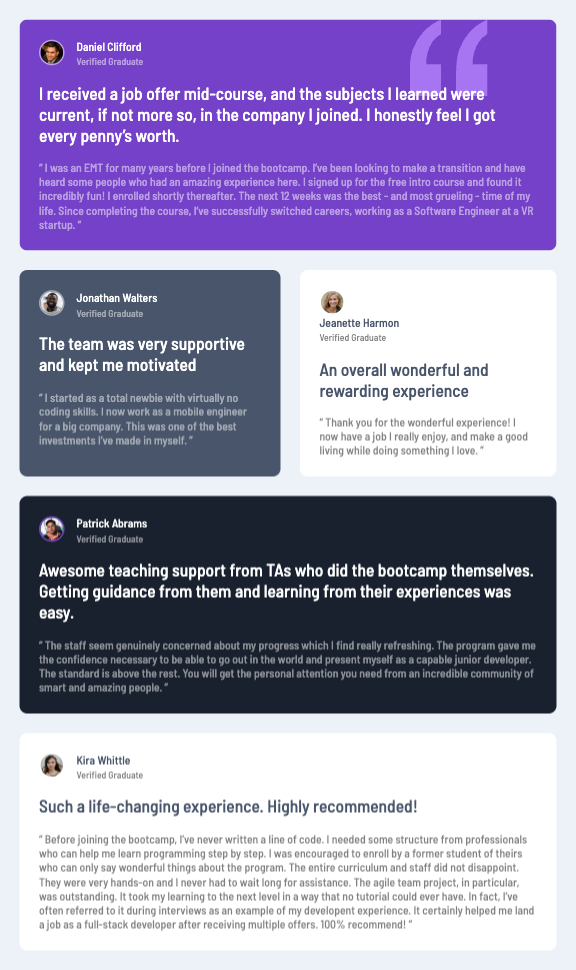 Daniel Clifford
Verified Graduate
I received a job offer mid-course, and the subjects I learned were
current, if not more so, in the company I joined. I honestly feel I got
every penny’s worth.
“ I was an EMT for many years before I joined the bootcamp. I’ve been looking to make a transition and have
heard some people who had an amazing experience here. I signed up for the free intro course and found it
incredibly fun! I enrolled shortly thereafter. The next 12 weeks was the best - and most grueling - time of my
life. Since completing the course, I’ve successfully switched careers, working as a Software Engineer at a VR
startup. ”
Jonathan Walters
Verified Graduate
The team was very supportive
and kept me motivated
“ I started as a total newbie with virtually no
coding skills. I now work as a mobile engineer
for a big company. This was one of the best
investments I’ve made in myself. ”
Jeanette Harmon
Verified Graduate
An overall wonderful and
rewarding experience
“ Thank you for the wonderful experience! I
now have a job I really enjoy, and make a good
living while doing something I love. ”
Patrick Abrams
Verified Graduate
Awesome teaching support from TAs who did the bootcamp themselves.
Getting guidance from them and learning from their experiences was
easy.
“ The staff seem genuinely concerned about my progress which I find really refreshing. The program gave me
the confidence necessary to be able to go out in the world and present myself as a capable junior developer.
The standard is above the rest. You will get the personal attention you need from an incredible community of
smart and amazing people. ”
Kira Whittle
Verified Graduate
Such a life-changing experience. Highly recommended!
“ Before joining the bootcamp, I’ve never written a line of code. I needed some structure from professionals
who can help me learn programming step by step. I was encouraged to enroll by a former student of theirs
who can only say wonderful things about the program. The entire curriculum and staff did not disappoint.
They were very hands-on and I never had to wait long for assistance. The agile team project, in particular,
was outstanding. It took my learning to the next level in a way that no tutorial could ever have. In fact, I’ve
often referred to it during interviews as an example of my developent experience. It certainly helped me land
a job as a full-stack developer after receiving multiple offers. 100% recommend! ”